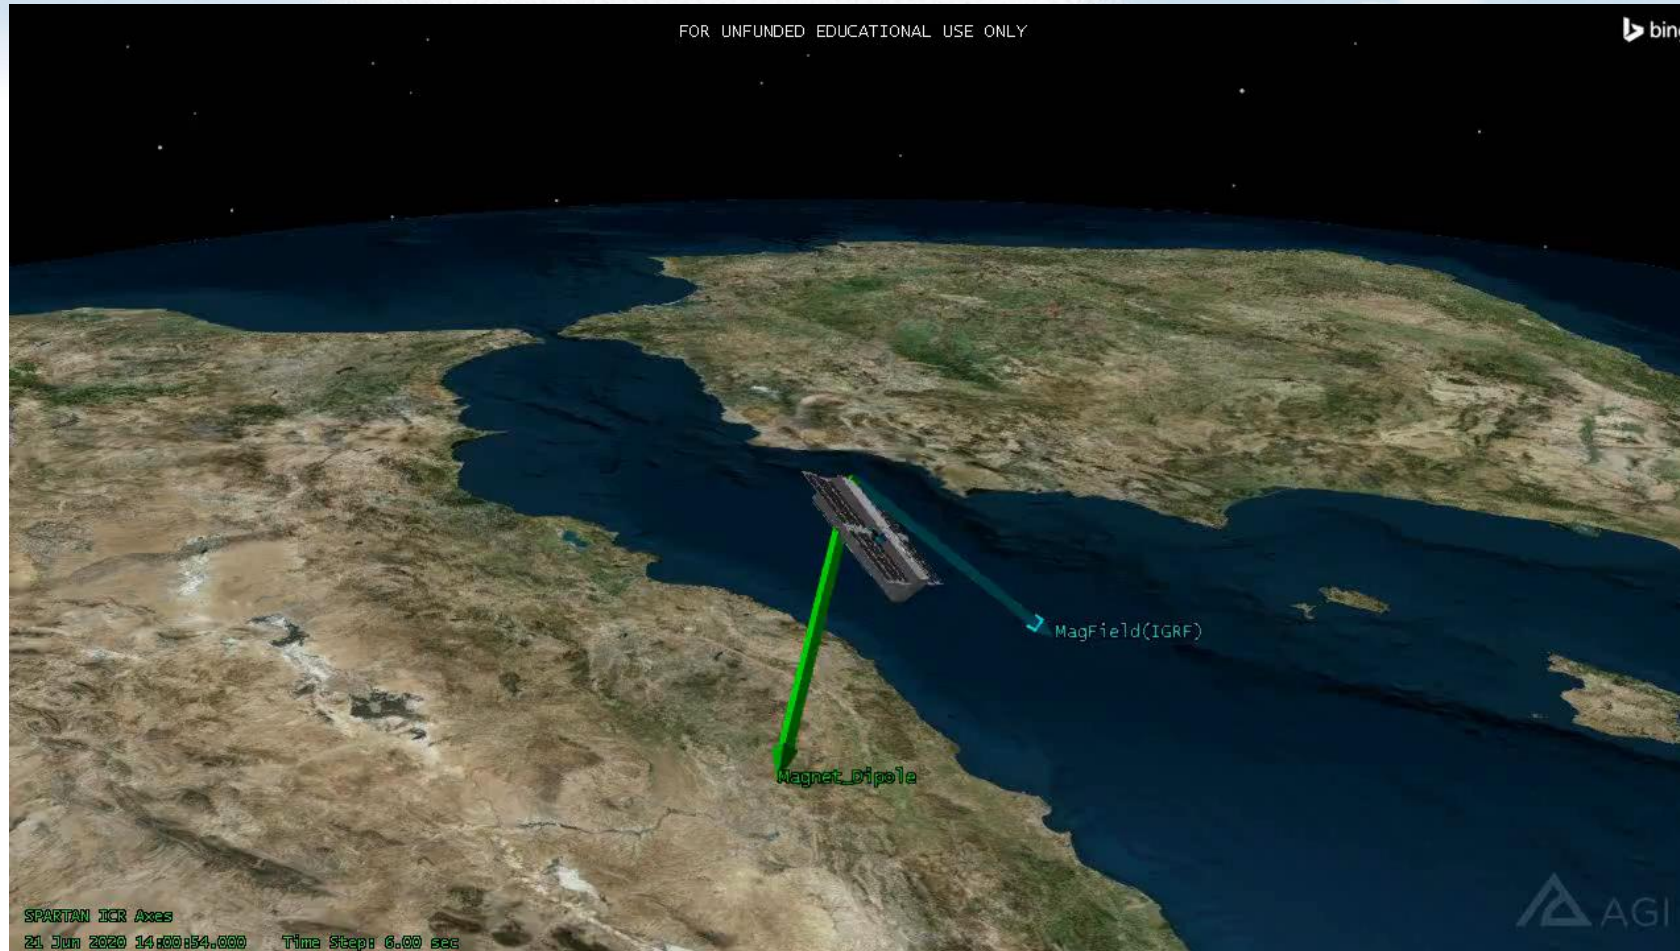 FOR UNFUNDED EDUCATIONAL USE ONLY
bing
MagField(IGRF)
Magnet_Dipole
AGI
SPARTAN ICR Axes
21 Jun 2020 14:00:54.000 Time Step: 6.00 sec